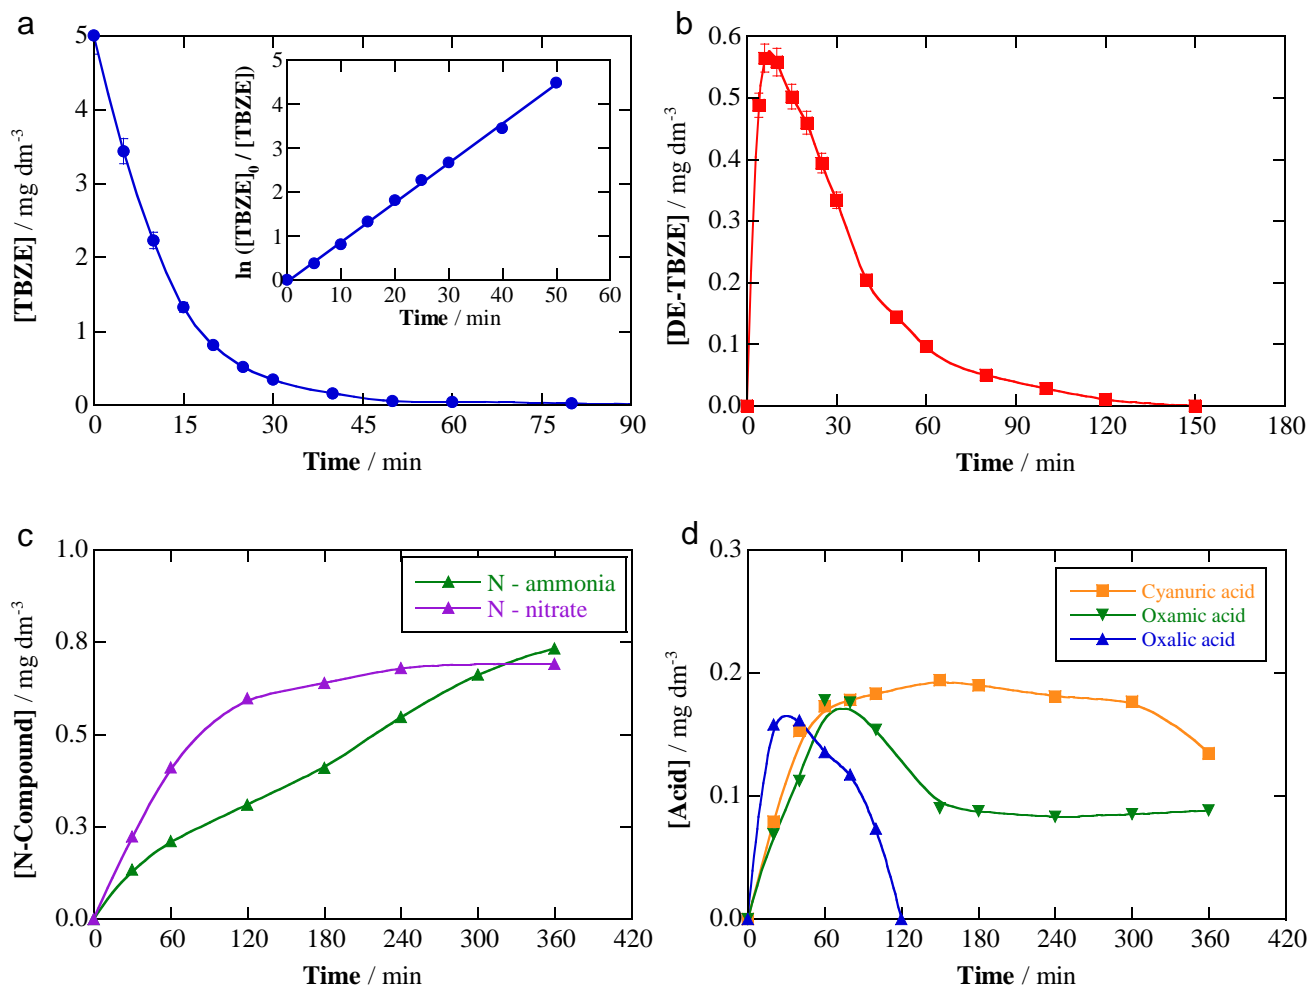 a
[TBZE] / mg dm-3
5
4
3
2
1
0
0 15 30 45 60 75 90
Time / min
ln ([TBZE]0 / [TBZE])
5
4
3
2
1
0
0 10 20 30 40 50 60
Time / min
b
[DE-TBZE] / mg dm-3
0.6
0.5
0.4
0.3
0.2
0.1
0.0
0 30 60 90 120 150 180
Time / min
c
[N-Compound] / mg dm-3
1.0
0.8
0.5
0.3
0.0
0 60 120 180 240 300 360 420
Time / min
N - ammonia
N - nitrate
d
[Acid] / mg dm-3
0.3
0.2
0.1
0.0
0 60 120 180 240 300 360 420
Time / min
Cyanuric acid
Oxamic acid
Oxalic acid